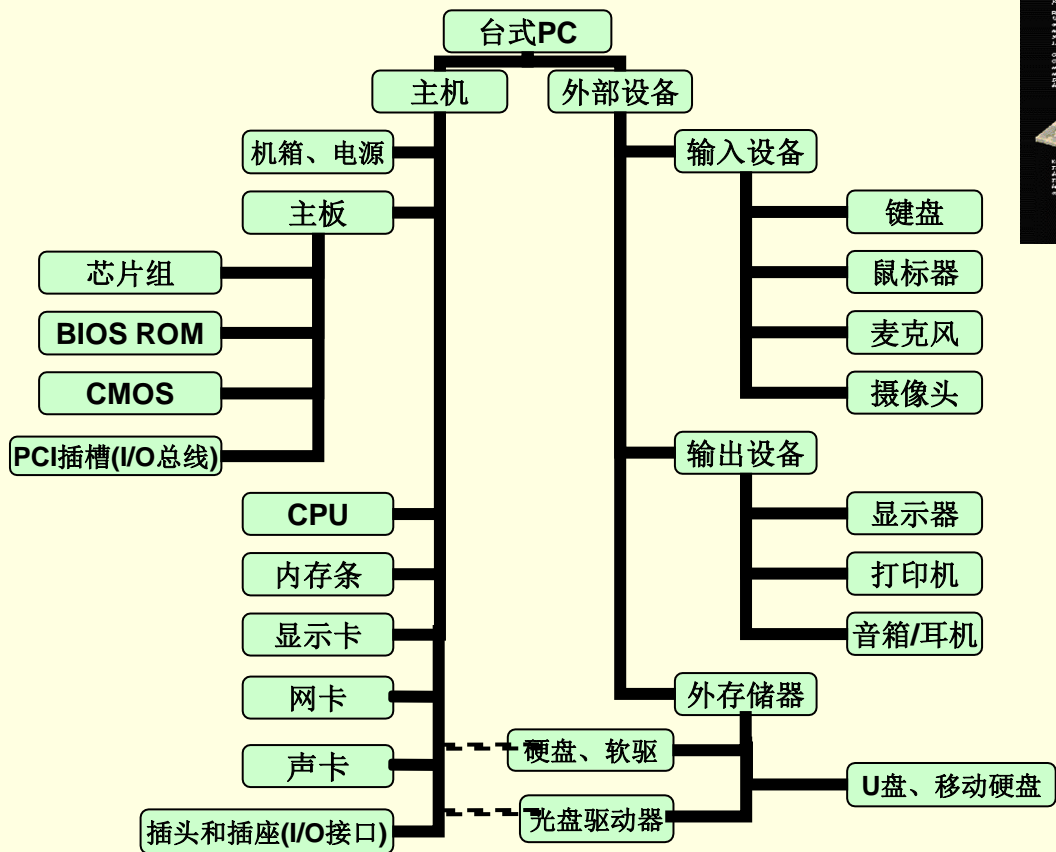 台式PC
主机
外部设备
机箱、电源
主板
芯片组
BIOS ROM
CMOS
PCI插槽(I/O总线)
CPU
内存条
显示卡
网卡
声卡
插头和插座(I/O接口)
输入设备
键盘
鼠标器
麦克风
摄像头
输出设备
显示器
打印机
音箱/耳机
外存储器
硬盘、软驱
光盘驱动器
U盘、移动硬盘